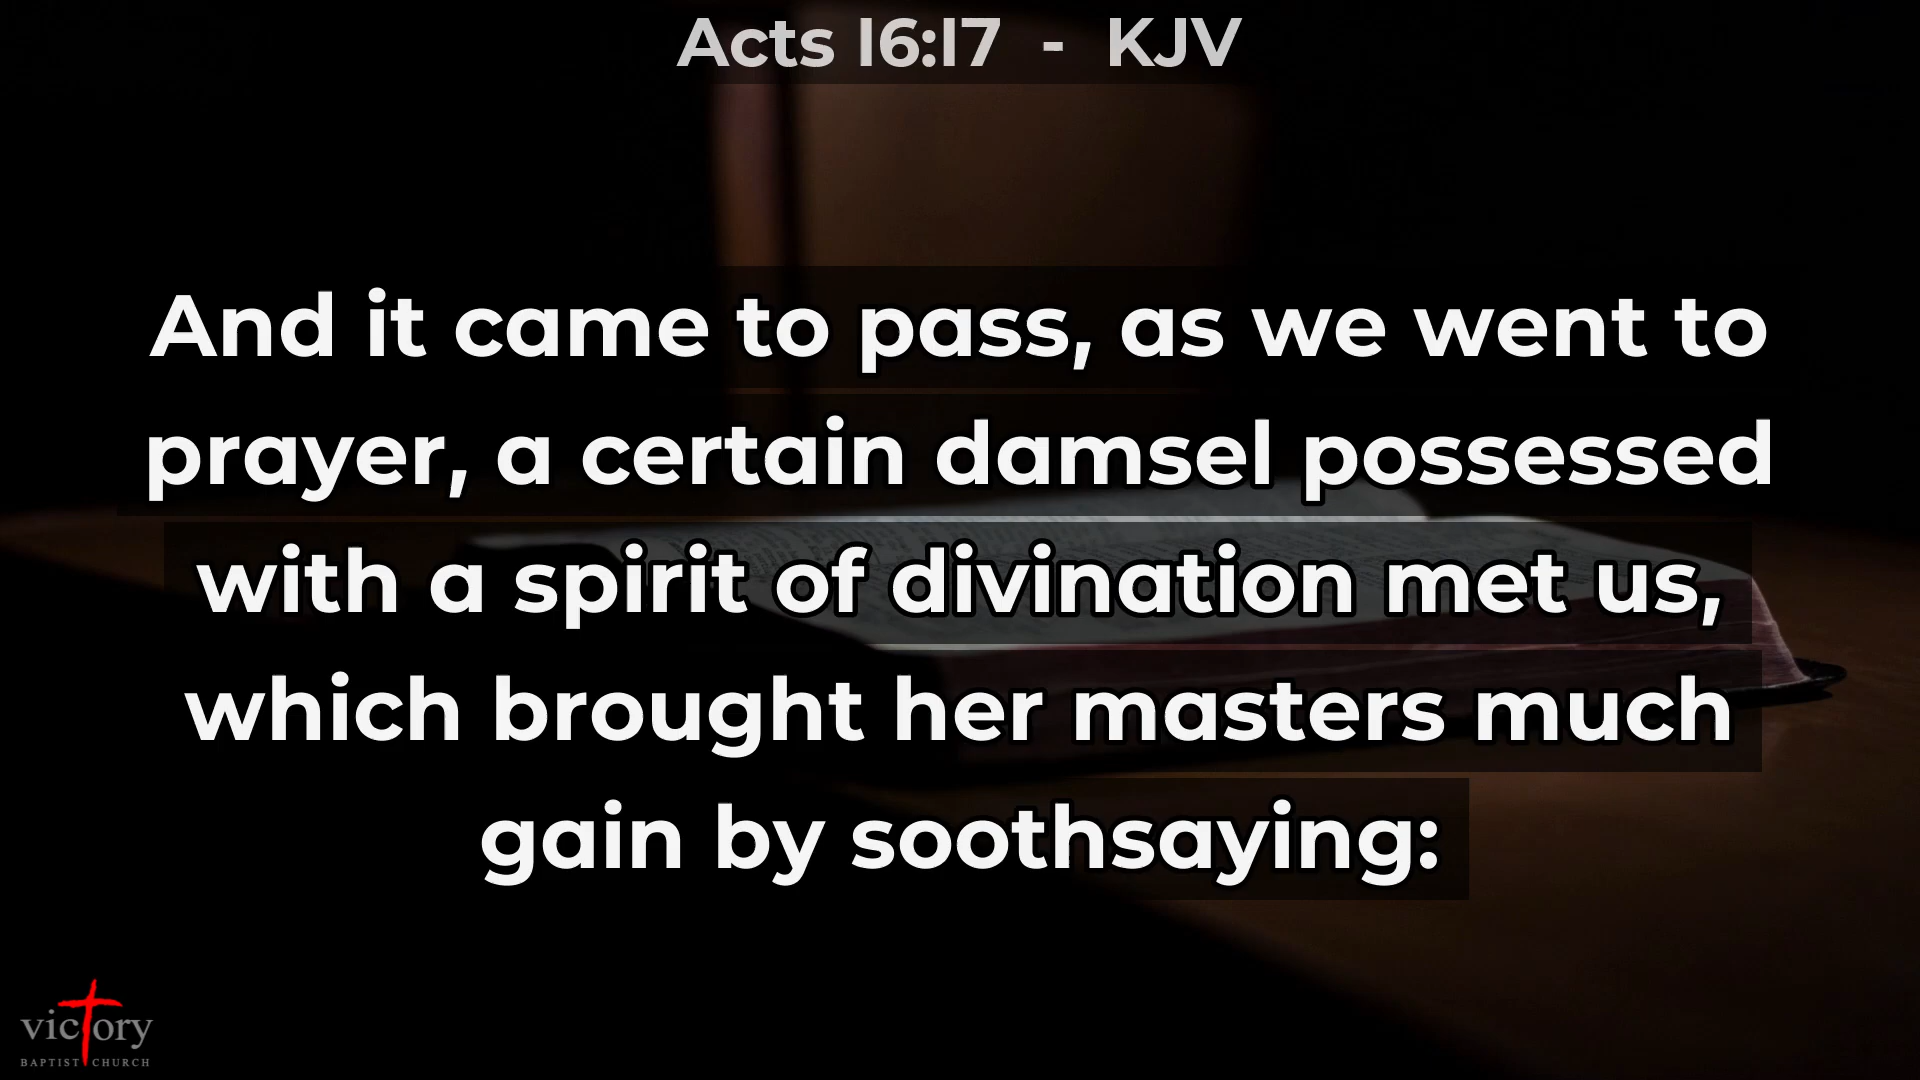 Acts 16:17 - KJV
And it came to pass, as we went to
prayer, a certain damsel possessed
with a spirit of divination met us,
which brought her masters much
gain by soothsaying:
victory
BAPTIST CHURCH